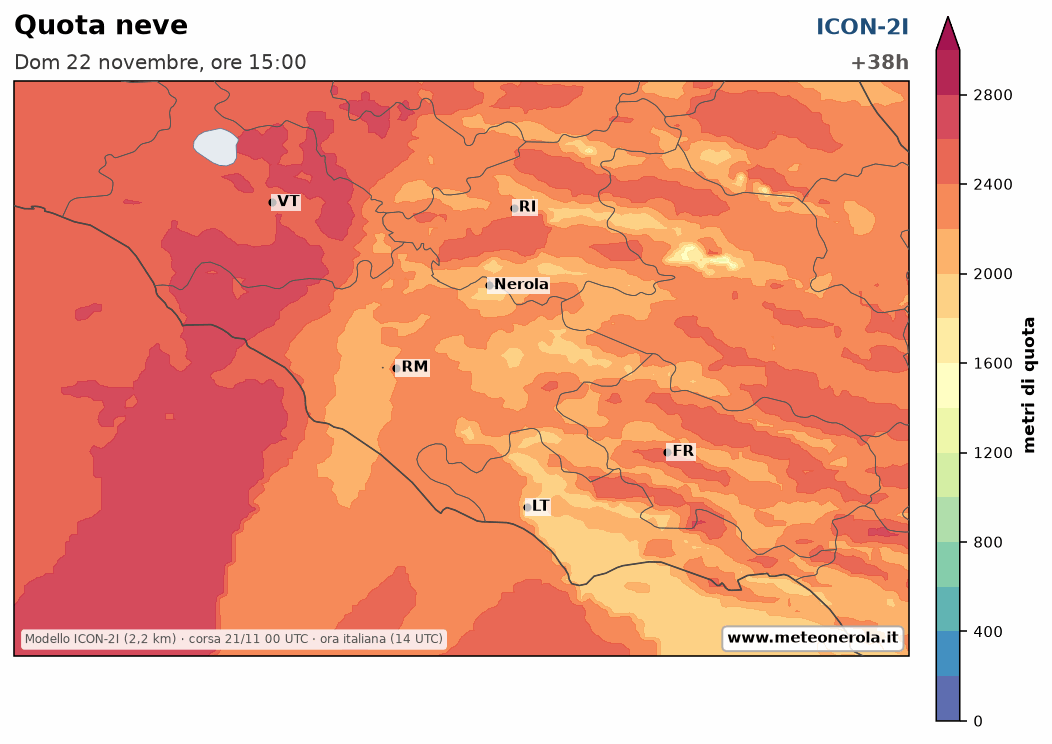 Quota neve
ICON-2I
Dom 22 novembre, ore 15:00
+38h
2800
VT
2400
RI
2000
Nerola
RM
1600
metri di quota
FR
1200
LT
800
Modello ICON-2I (2,2 km) · corsa 21/11 00 UTC · ora italiana (14 UTC)
www.meteonerola.it
400
0